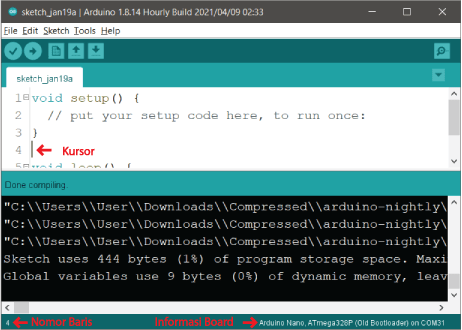 sketch_jan19a | Arduino 1.8.14 Hourly Build 2021/04/09 02:33
File Edit Sketch Tools Help
sketch_jan19a
1 void setup() {
2 // put your setup code here, to run once:
3 }
4 Kursor
5 void loop() {
Done compiling.
"C:\\Users\\User\\Downloads\\Compressed\\arduino-nightly\
"C:\\Users\\User\\Downloads\\Compressed\\arduino-nightly\
"C:\\Users\\User\\Downloads\\Compressed\\arduino-nightly\
Sketch uses 444 bytes (1%) of program storage space. Maxi
Global variables use 9 bytes (0%) of dynamic memory, leav
4 Nomor Baris Informasi Board Arduino Nano, ATmega328P (Old Bootloader) on COM31